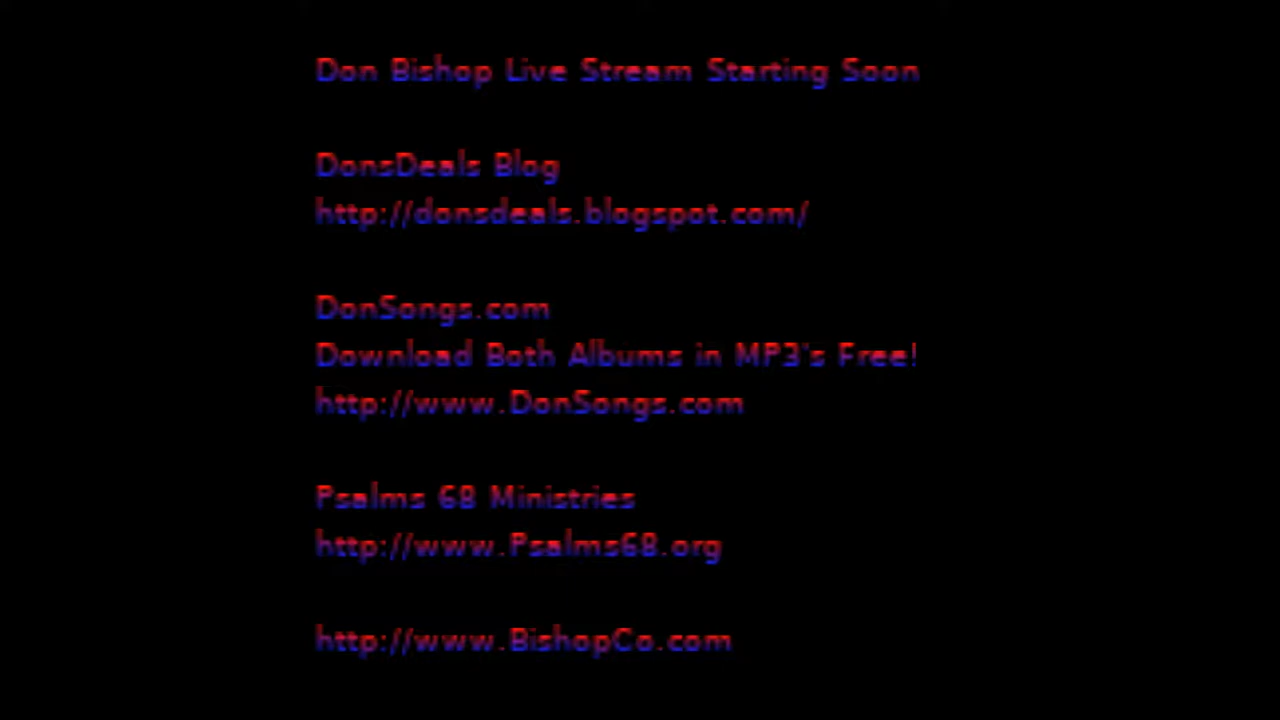 Don Bishop Live Stream Starting Soon
DonsDeals Blog
http://donsdeals.blogspot.com/
DonSongs.com
Download Both Albums in MP3's Free!
http://www.DonSongs.com
Psalms 68 Ministries
http://www.Psalms68.org
http://www.BishopCo.com